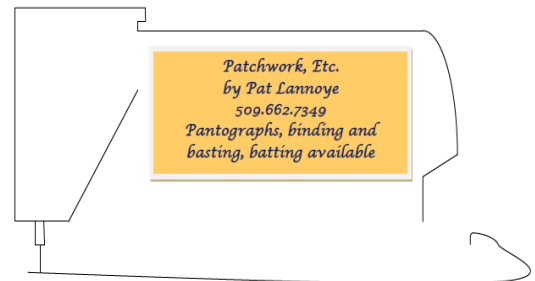 Patchwork, Etc.
by Pat Lannoye
509.662.7349
Pantographs, binding and
basting, batting available